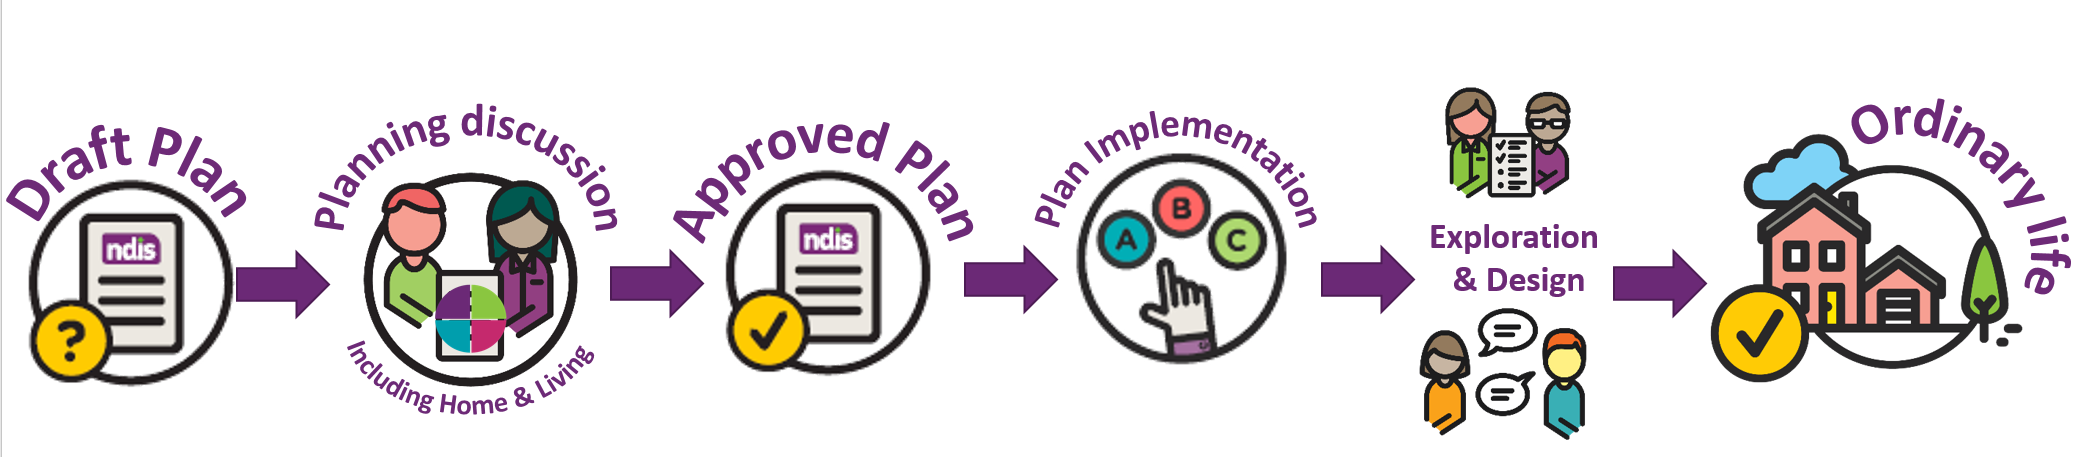 Draft Plan
ndis
?
Planning discussion
Including Home & Living
Approved Plan
ndis
Plan Implementation
A
B
C
Exploration
& Design
Ordinary life